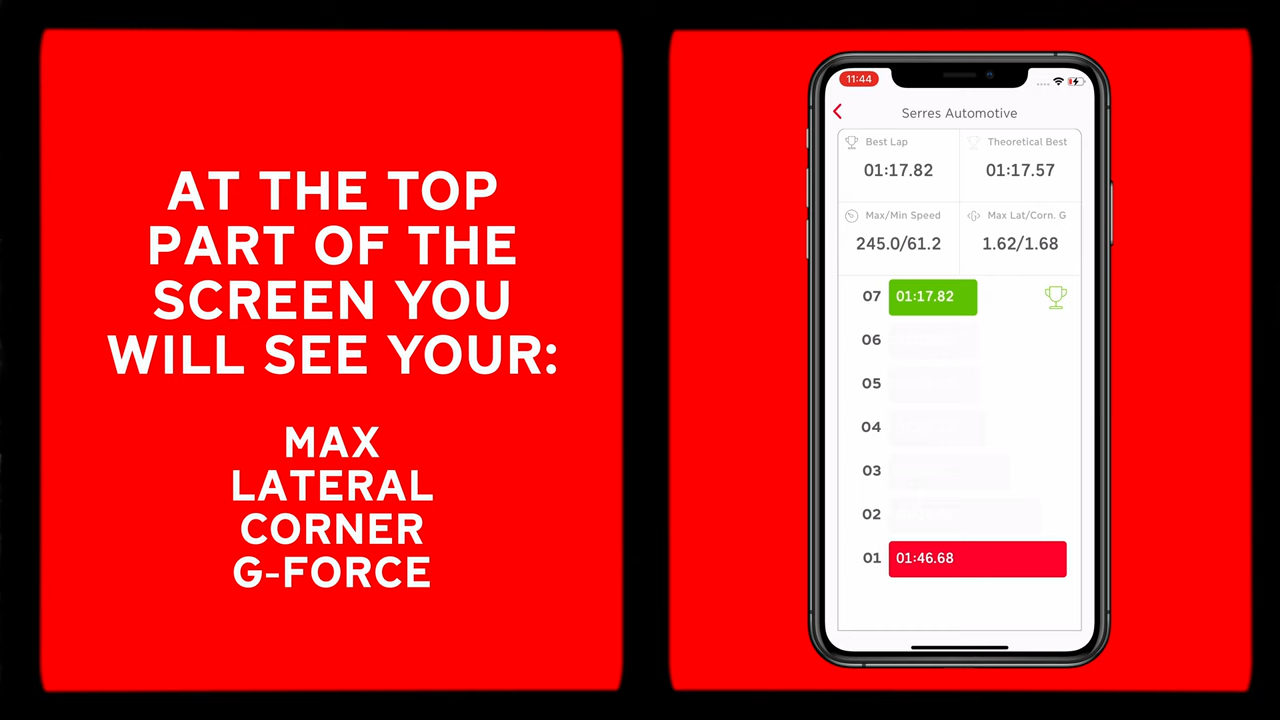 AT THE TOP
PART OF THE
SCREEN YOU
WILL SEE YOUR:
MAX
LATERAL
CORNER
G-FORCE
11:44
Serres Automotive
Best Lap
01:17.82
Theoretical Best
01:17.57
Max/Min Speed
245.0/61.2
Max Lat/Corn. G
1.62/1.68
07 01:17.82
06
05
04
03
02
01 01:46.68